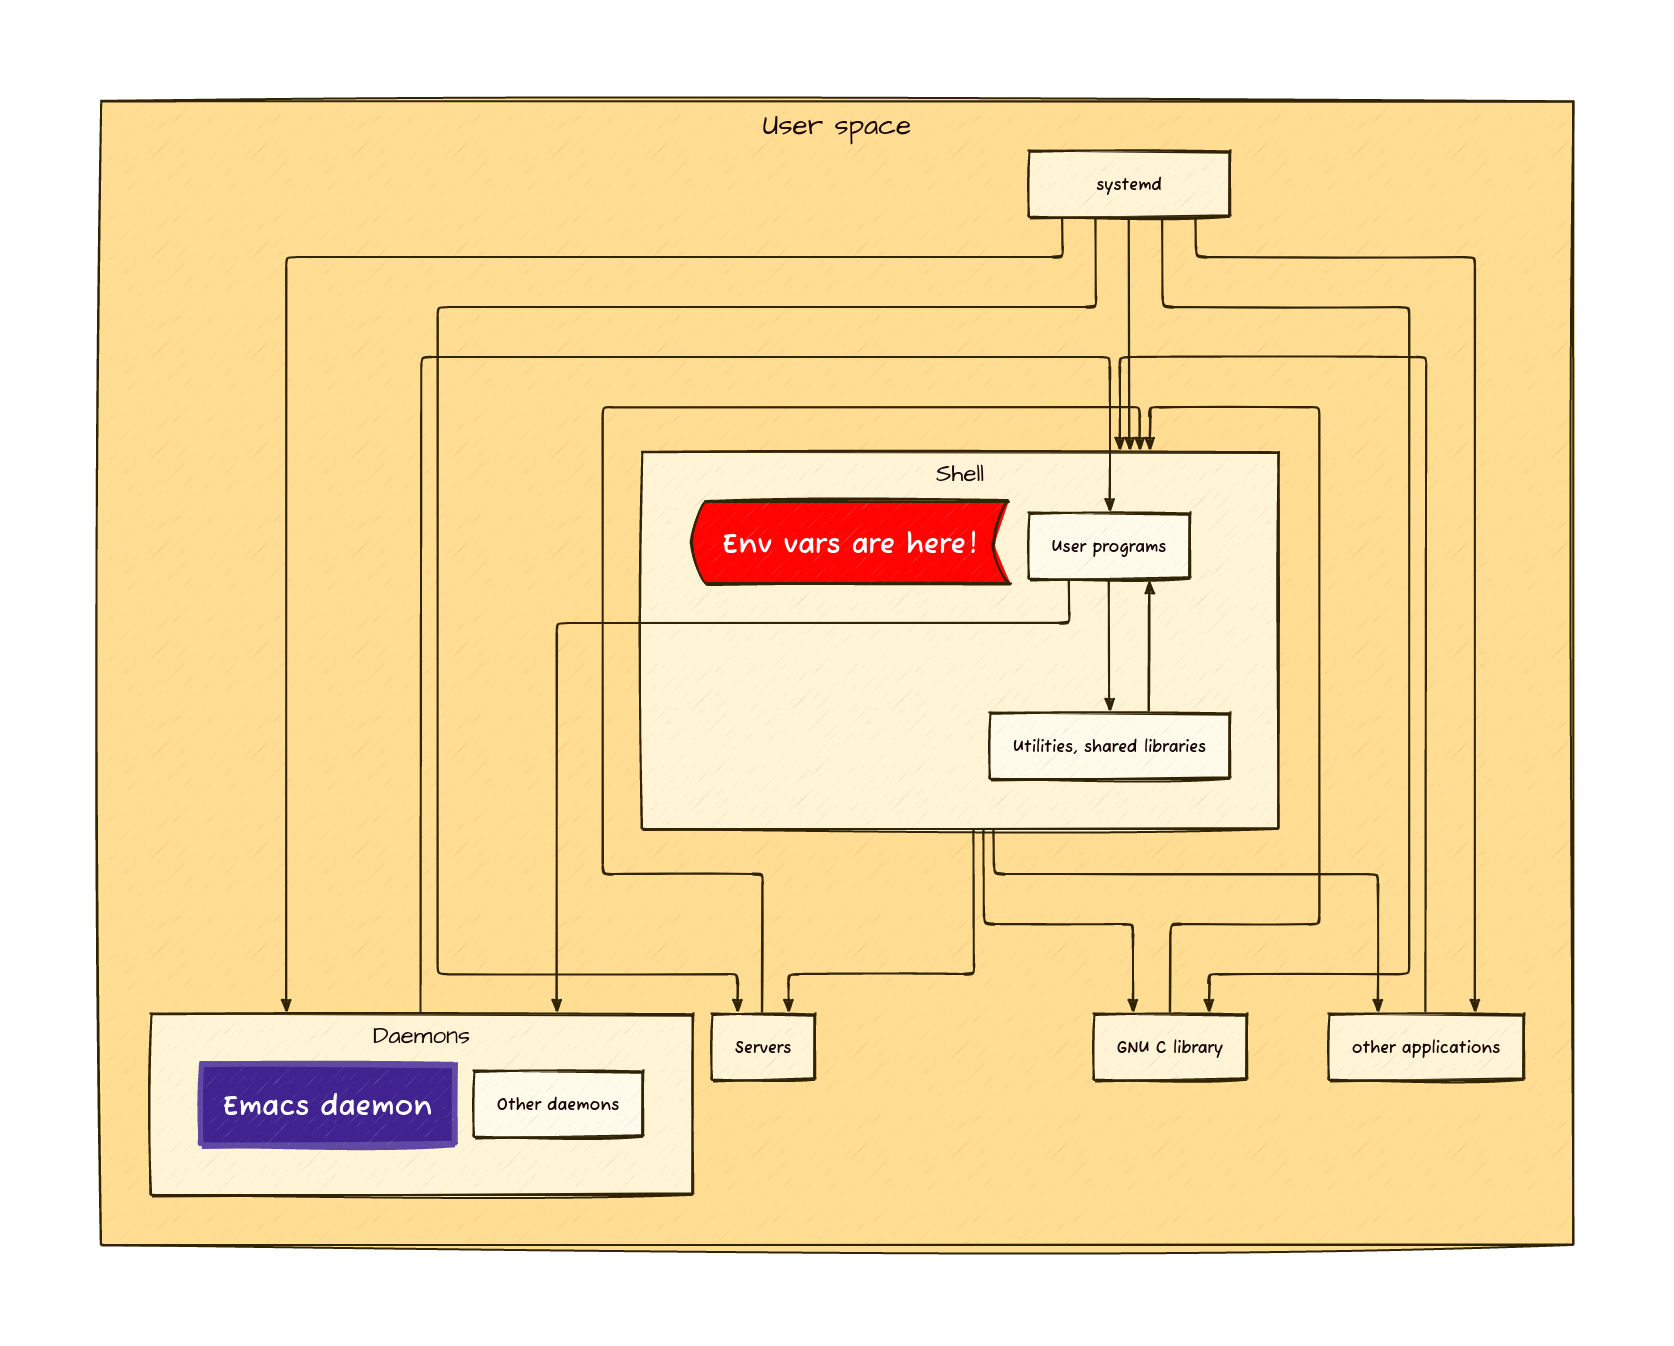 User space
systemd
Shell
Env vars are here!
User programs
Utilities, shared libraries
Daemons
Emacs daemon
Other daemons
Servers
GNU C library
other applications